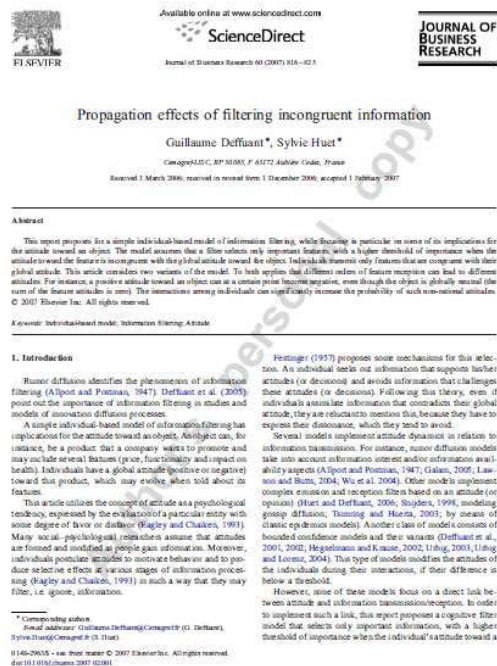 Available online at www.sciencedirect.com
ScienceDirect
ELSEVIER
JOURNAL OF
BUSINESS
RESEARCH
Journal of Business Research 60 (2007) 816–823
Propagation effects of filtering incongruent information
Guillaume Deffuant*, Sylvie Huet*
Cemagref-LISC, BP 50085, F 63172 Aubière Cedex, France
Received 1 March 2006; received in revised form 1 December 2006; accepted 1 February 2007
Abstract
This report proposes for a simple individual-based model of information filtering, while focusing in particular on some of its implications for
the attitude toward an object. The model assumes that a filter selects only important features, with a higher threshold of importance when the
attitude toward the feature is incongruent with the global attitude toward the object. Individuals transmit only features that are congruent with their
global attitude. This article considers two variants of the model. To both applies that different orders of feature reception can lead to different
attitudes. For instance, a positive attitude toward an object can at a certain point become negative, even though the object is globally neutral (the
sum of the feature attitudes is zero). The interactions among individuals can significantly increase the probability of such non-rational attitudes.
© 2007 Elsevier Inc. All rights reserved.
Keywords: Individual-based model; Information filtering; Attitude
1. Introduction
Rumor diffusion identifies the phenomenon of information
filtering (Allport and Postman, 1947). Deffuant et al. (2005)
point out the importance of information filtering in studies and
models of innovation diffusion processes.
A simple individual-based model of information filtering has
implications for the attitude toward an object. An object can, for
instance, be a product that a company wants to promote and
may include several features (price, functionality and impact on
health). Individuals have a global attitude (positive or negative)
toward this product, which may evolve when told about its
features.
This article utilizes the concept of attitude as a psychological
tendency, expressed by the evaluation of a particular entity with
some degree of favor or disfavor (Eagley and Chaiken, 1993).
Many social-psychological researchers assume that attitudes
are formed and modified as people gain information. Moreover,
individuals postulate attitudes to motivate behavior and to pro-
duce selective effects at various stages of information proces-
sing (Eagley and Chaiken, 1993) in such a way that they may
filter, i.e. ignore, information.
* Corresponding authors.
E-mail addresses: Guillaume.Deffuant@Cemagref.fr (G. Deffuant),
Sylvie.Huet@Cemagref.fr (S. Huet).
0148-2963/$ - see front matter © 2007 Elsevier Inc. All rights reserved.
doi:10.1016/j.jbusres.2007.02.001
Festinger (1957) proposes some mechanisms for this selec-
tion. An individual seeks out information that supports his/her
attitudes (or decisions) and avoids information that challenges
these attitudes (or decisions). Following this theory, even if
individuals assimilate information that contradicts their global
attitude, they are reluctant to mention this, because they have to
express their dissonance, which they tend to avoid.
Several models implement attitude dynamics in relation to
information transmission. For instance, rumor diffusion models
take into account information interest and/or information avail-
ability aspects (Allport and Postman, 1947; Galam, 2005; Law-
son and Butts, 2004; Wu et al. 2004). Other models implement
complex emission and reception filters based on an attitude (or
opinion) (Huet and Deffuant, 2006; Snijders, 1998, modeling
gossip diffusion; Tsimring and Huerta, 2003; by means of
classic epidemics models). Another class of models consists of
bounded confidence models and their variants (Deffuant et al.,
2001, 2002; Hegselmann and Krause, 2002; Urbig, 2003, Urbig
and Lorenz, 2004). This type of models modifies the attitudes of
the individuals during their interactions, if their difference is
below a threshold.
However, none of these models focus on a direct link be-
tween attitude and information transmission/reception. In order
to implement such a link, this report proposes a cognitive filter
model that selects only important information, with a higher
threshold of importance when the individual's attitude toward a
personal copy